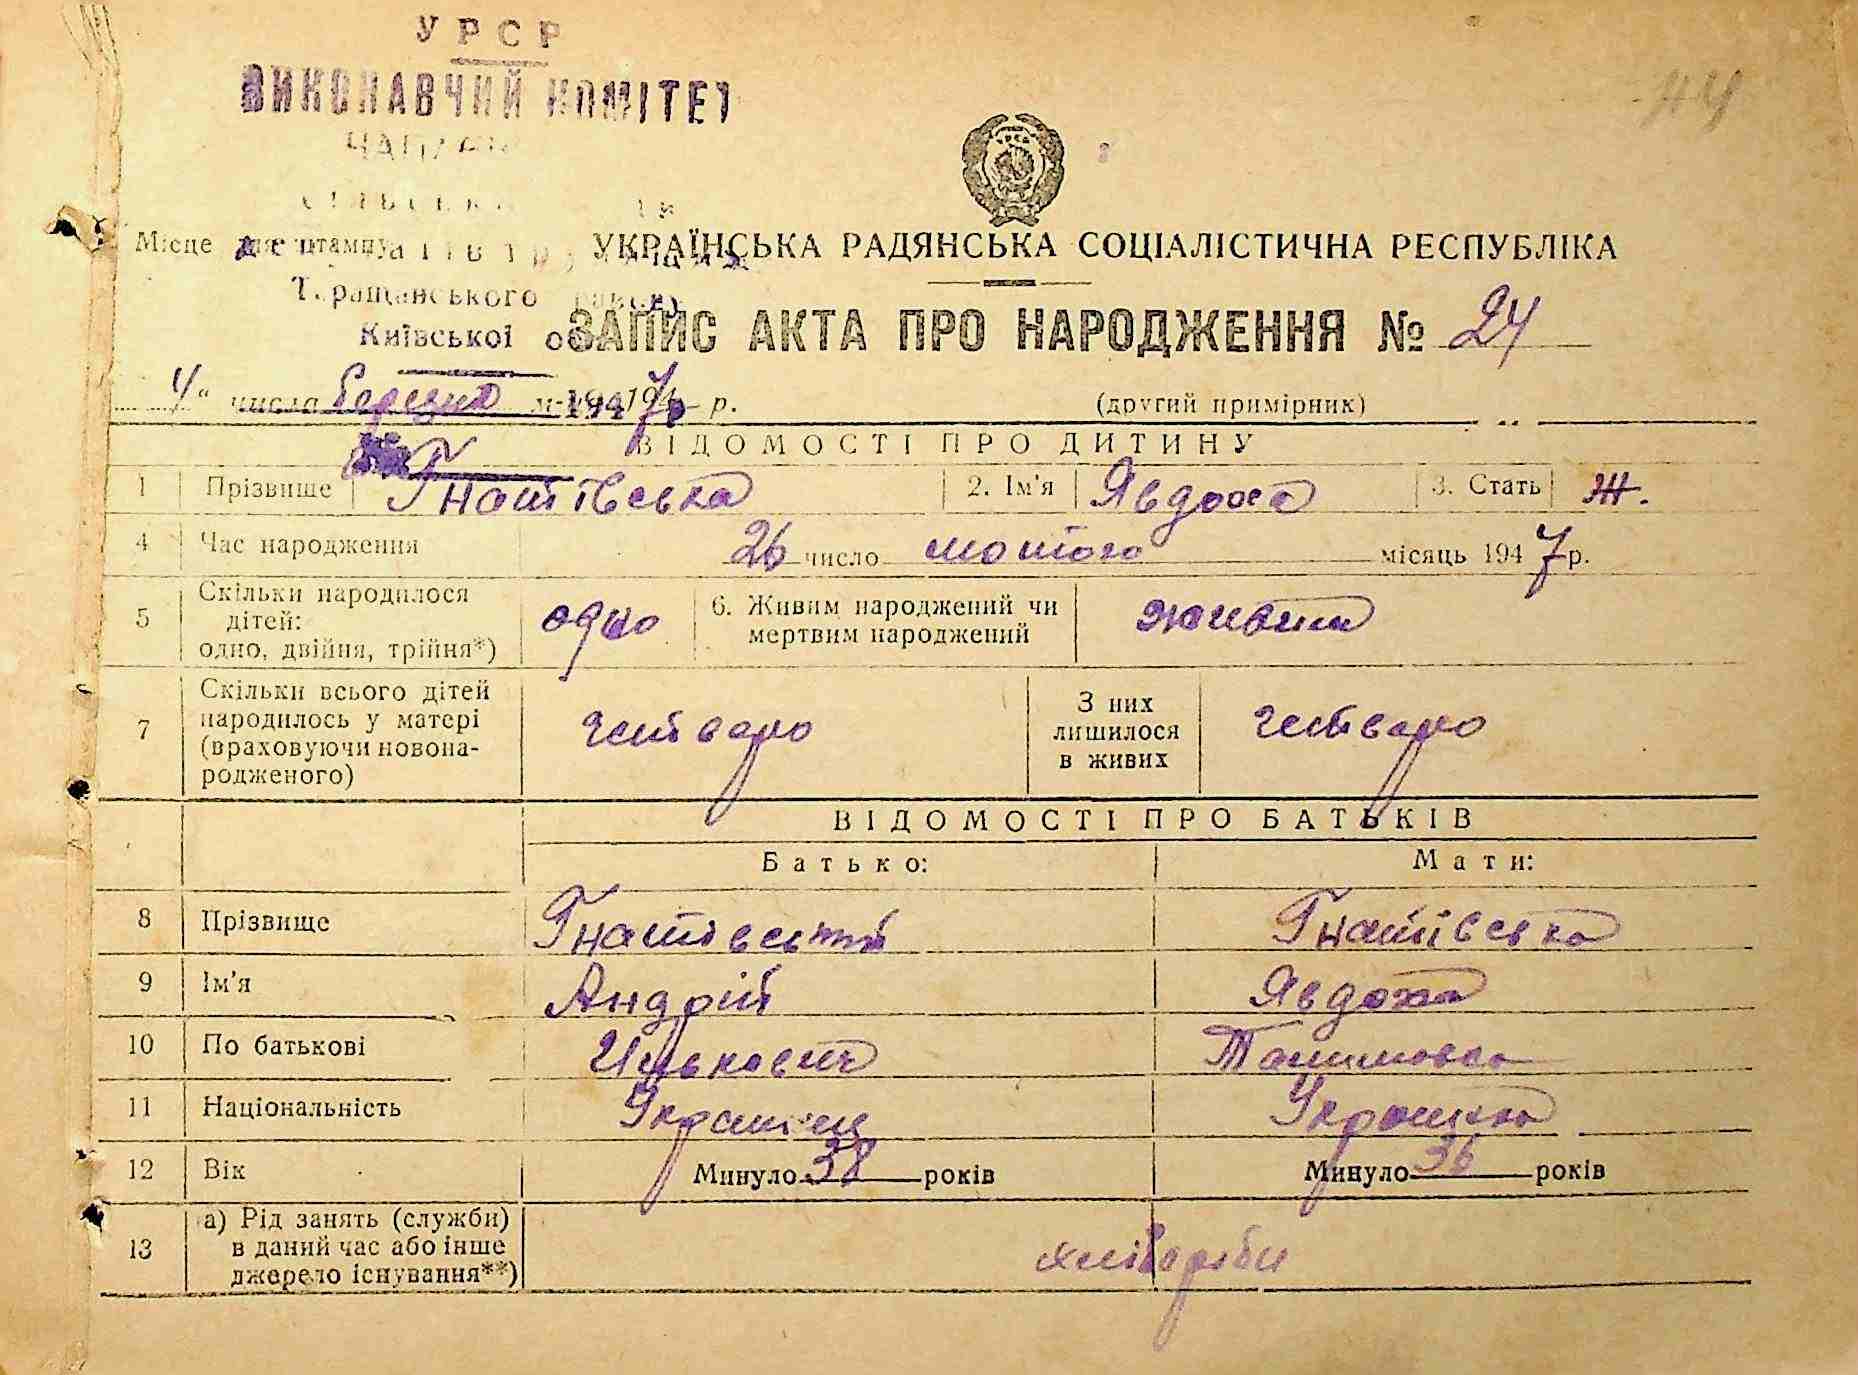 УРСР
ВИКОНАВЧИЙ КОМІТЕТ
Місце для штампу УКРАЇНСЬКА РАДЯНСЬКА СОЦІАЛІСТИЧНА РЕСПУБЛІКА
Таращанського району
Київської
ЗАПИС АКТА ПРО НАРОДЖЕННЯ № 24
4" числа березня м-ця 1947 р. (другий примірник)
ВІДОМОСТІ ПРО ДИТИНУ
1 Прізвище Гнатівська 2. Ім'я Явдоха 3. Стать Ж.
4 Час народження 26 число лютого місяць 1947 р.
5 Скільки народилося дітей: одно, двійня, трійня*) одно 6. Живим народжений чи мертвим народжений живим
7 Скільки всього дітей народилось у матері (враховуючи новонародженого) четверо З них лишилося в живих четверо
ВІДОМОСТІ ПРО БАТЬКІВ
Батько: Мати:
8 Прізвище Гнатівський Гнатівська
9 Ім'я Андрій Явдоха
10 По батькові
11 Національність Українець Українка
12 Вік Минуло 38 років Минуло 36 років
13 а) Рід занять (служби) в даний час або інше джерело існування**) хлібороби